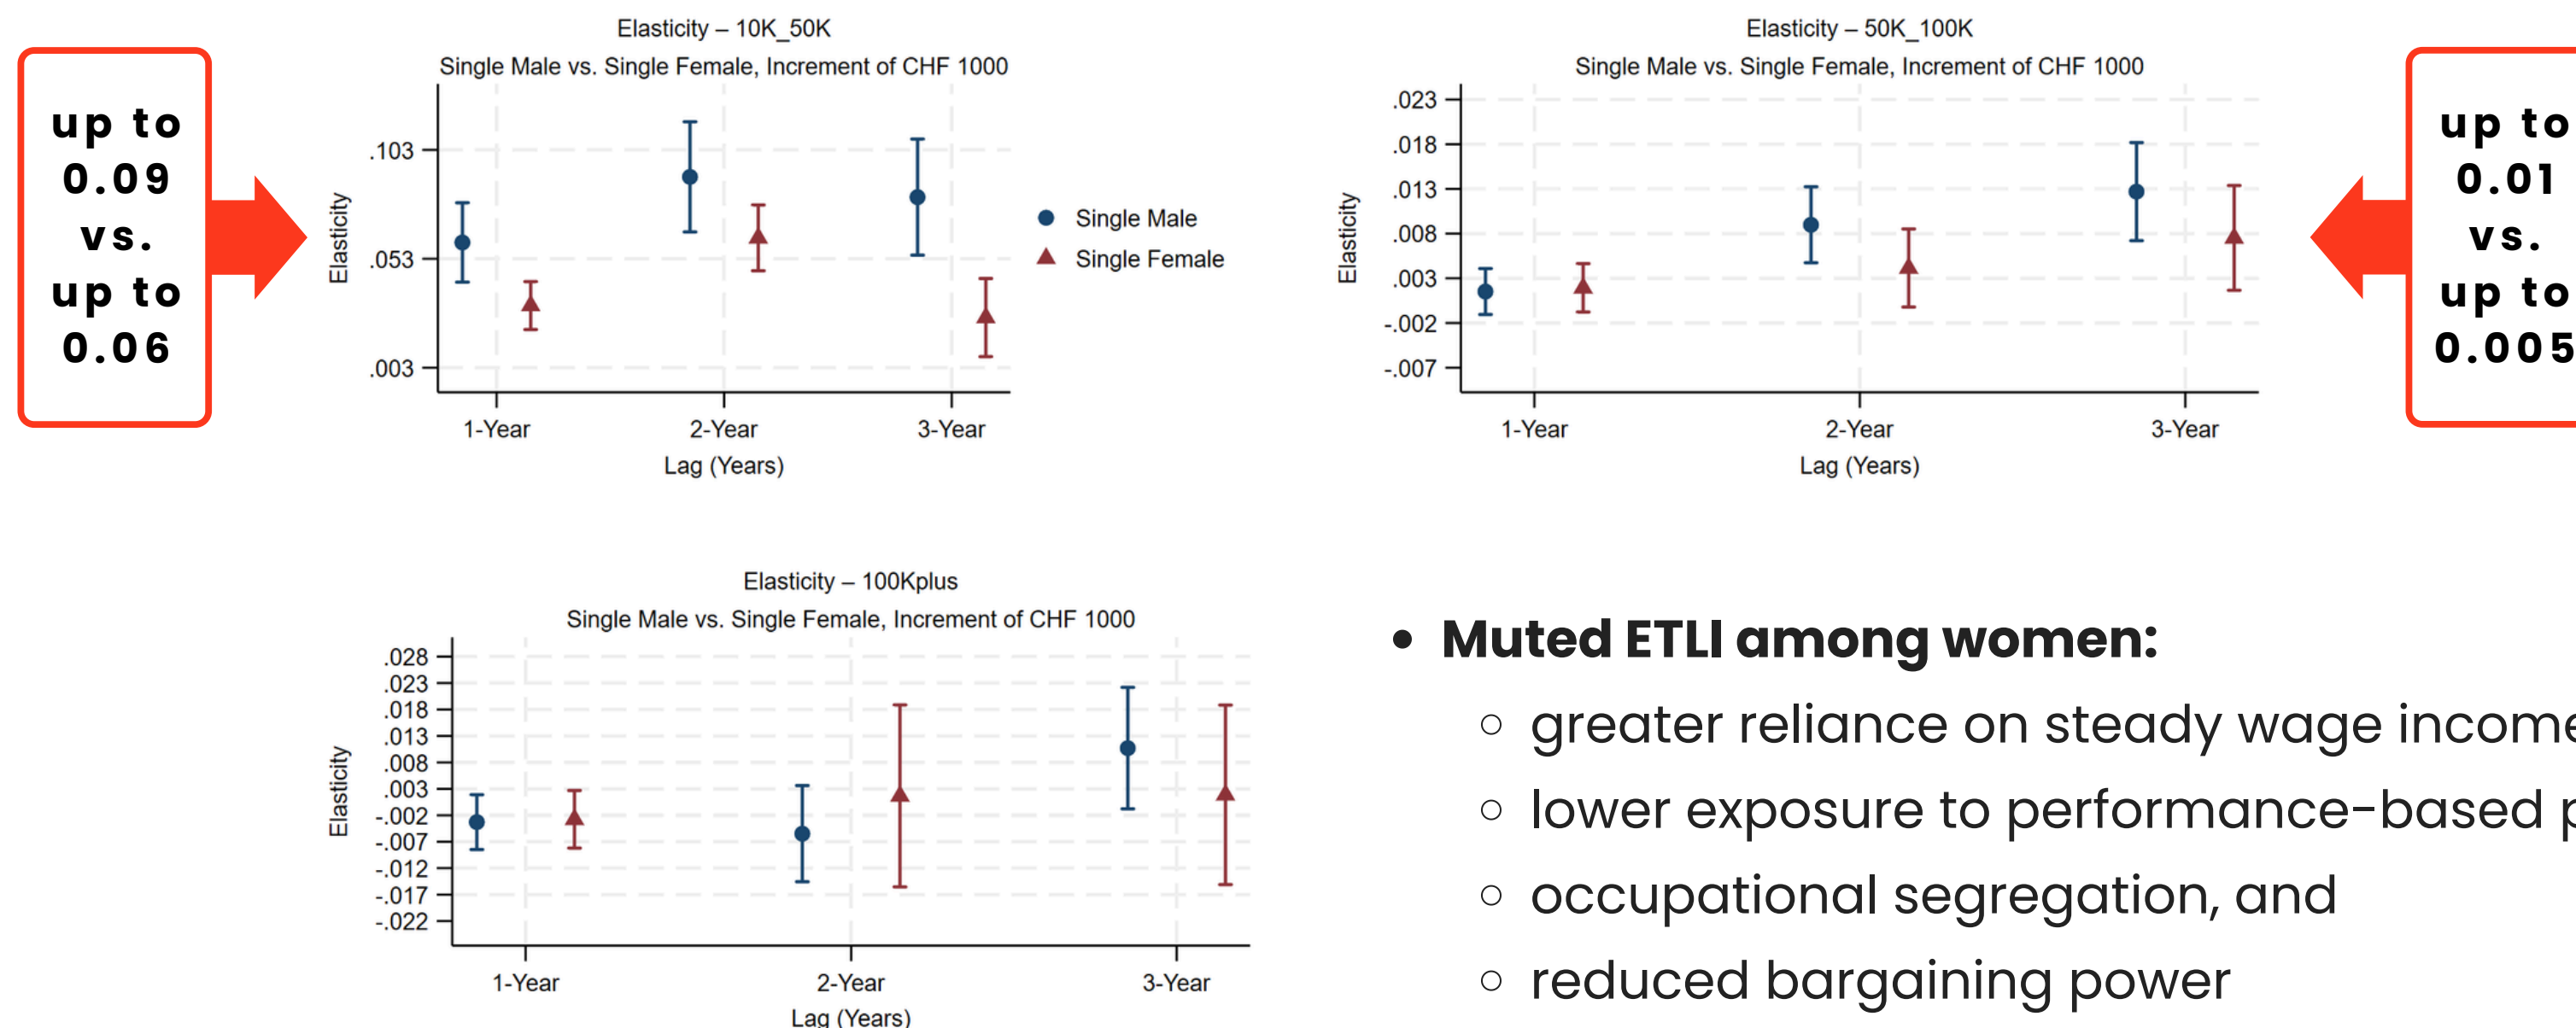 up to
0.09
vs.
up to
0.06
Elasticity – 10K_50K
Single Male vs. Single Female, Increment of CHF 1000
Elasticity
.103
.053
.003
1-Year 2-Year 3-Year
Lag (Years)
Single Male
Single Female
Elasticity – 50K_100K
Single Male vs. Single Female, Increment of CHF 1000
Elasticity
.023
.018
.013
.008
.003
-.002
-.007
1-Year 2-Year 3-Year
Lag (Years)
up to
0.01
vs.
up to
0.005
Elasticity – 100Kplus
Single Male vs. Single Female, Increment of CHF 1000
Elasticity
.028
.023
.018
.013
.008
.003
-.002
-.007
-.012
-.017
-.022
1-Year 2-Year 3-Year
Lag (Years)
• Muted ETLI among women:
○ greater reliance on steady wage income
○ lower exposure to performance-based
○ occupational segregation, and
○ reduced bargaining power